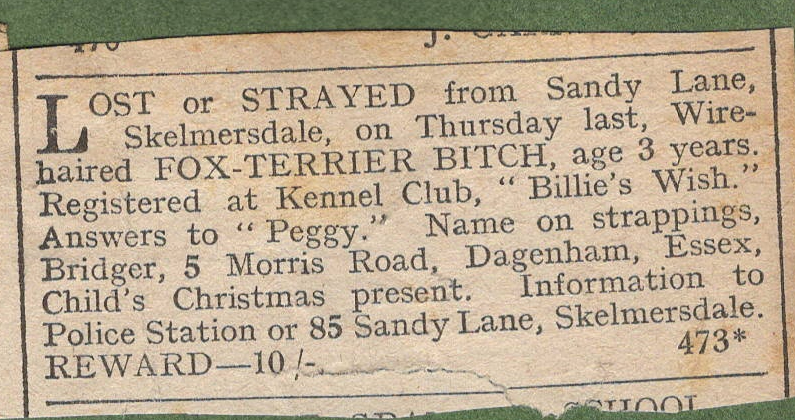 LOST or STRAYED from Sandy Lane,
Skelmersdale, on Thursday last, Wire-
haired FOX-TERRIER BITCH, age 3 years.
Registered at Kennel Club, "Billie's Wish."
Answers to "Peggy." Name on strappings,
Bridger, 5 Morris Road, Dagenham, Essex,
Child's Christmas present. Information to
Police Station or 85 Sandy Lane, Skelmersdale.
REWARD—10/- 473*
SCHOOL